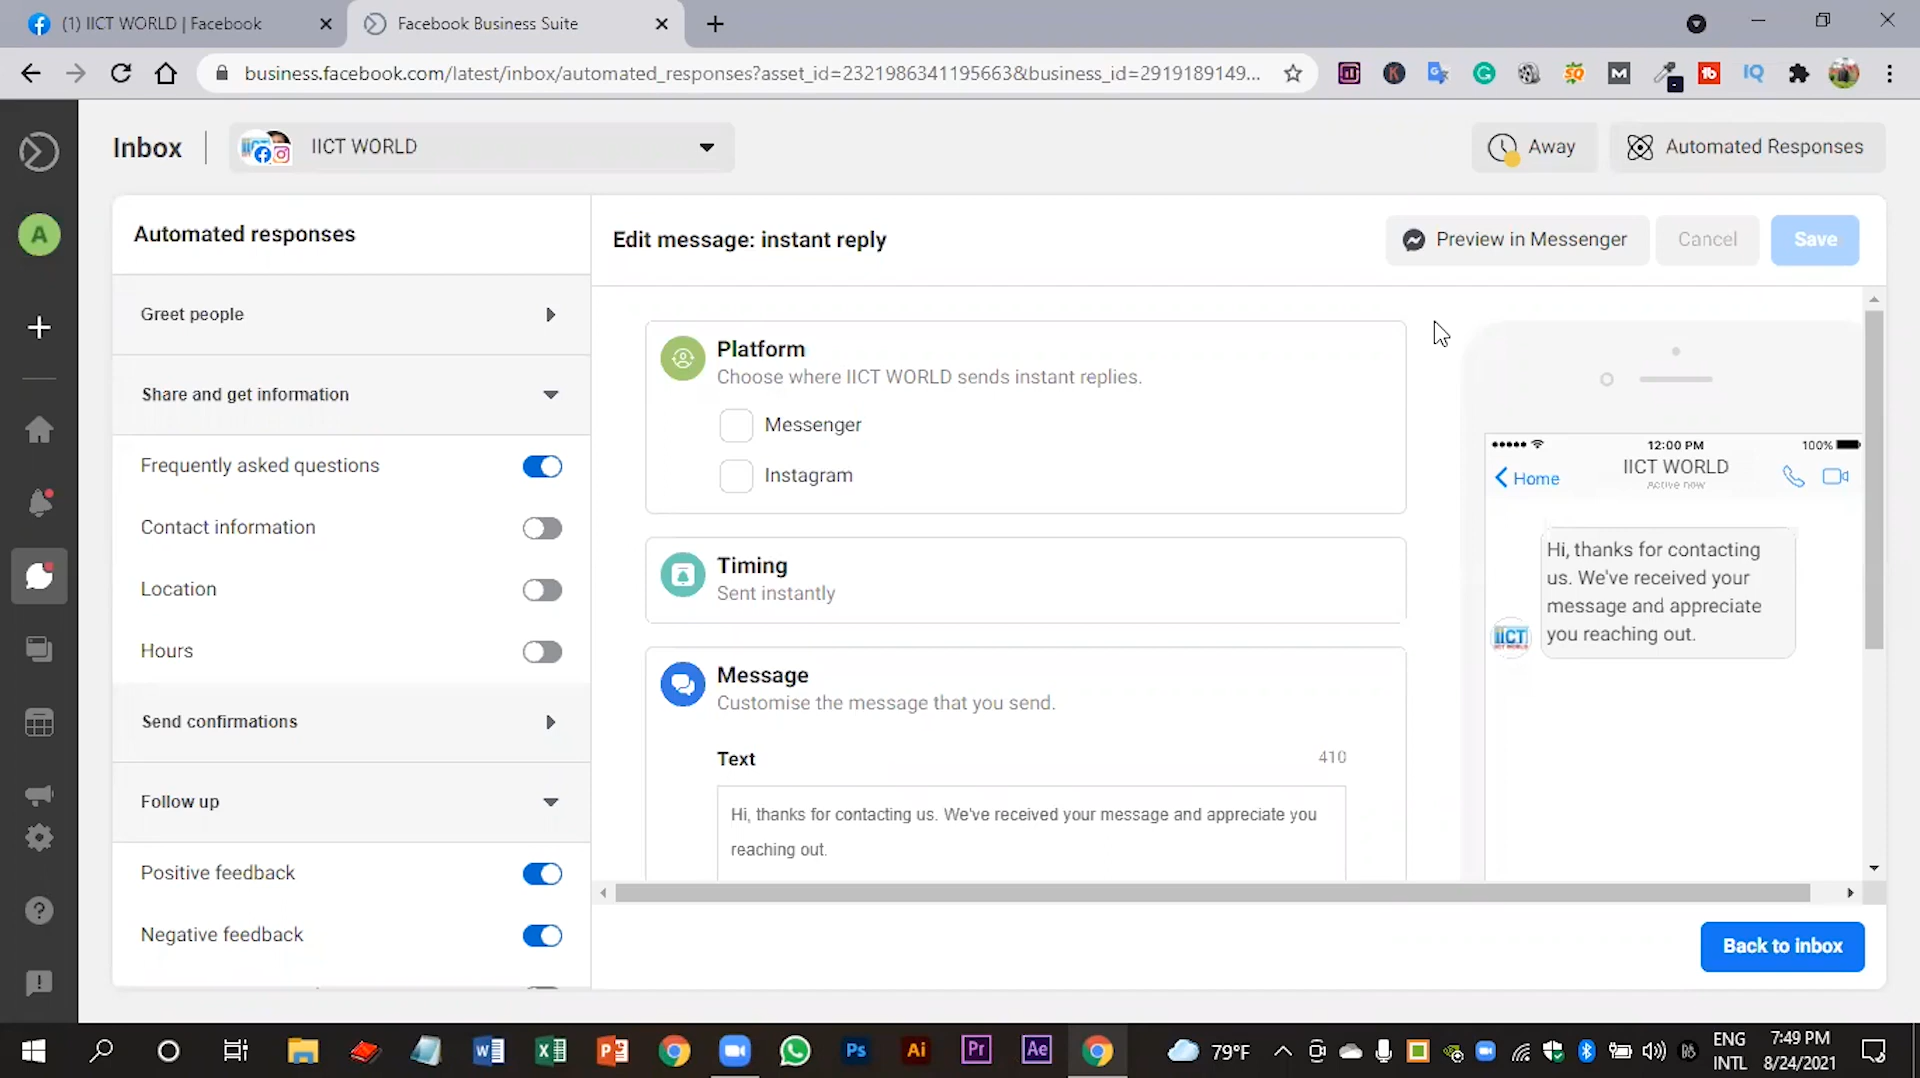 (1) IICT WORLD | Facebook
Facebook Business Suite
business.facebook.com/latest/inbox/automated_responses?asset_id=2321986341195663&business_id=2919189149...
Inbox
IICT WORLD
Away
Automated Responses
A
Automated responses
Greet people
Share and get information
Frequently asked questions
Contact information
Location
Hours
Send confirmations
Follow up
Positive feedback
Negative feedback
Edit message: instant reply
Preview in Messenger
Cancel
Save
Platform
Choose where IICT WORLD sends instant replies.
Messenger
Instagram
Timing
Sent instantly
Message
Customise the message that you send.
Text
410
Hi, thanks for contacting us. We've received your message and appreciate you
reaching out.
12:00 PM
100%
Home
IICT WORLD
Active now
Hi, thanks for contacting
us. We've received your
message and appreciate
you reaching out.
IICT
Back to inbox
Ps
Ai
Pr
Ae
79°F
ENG
INTL
7:49 PM
8/24/2021